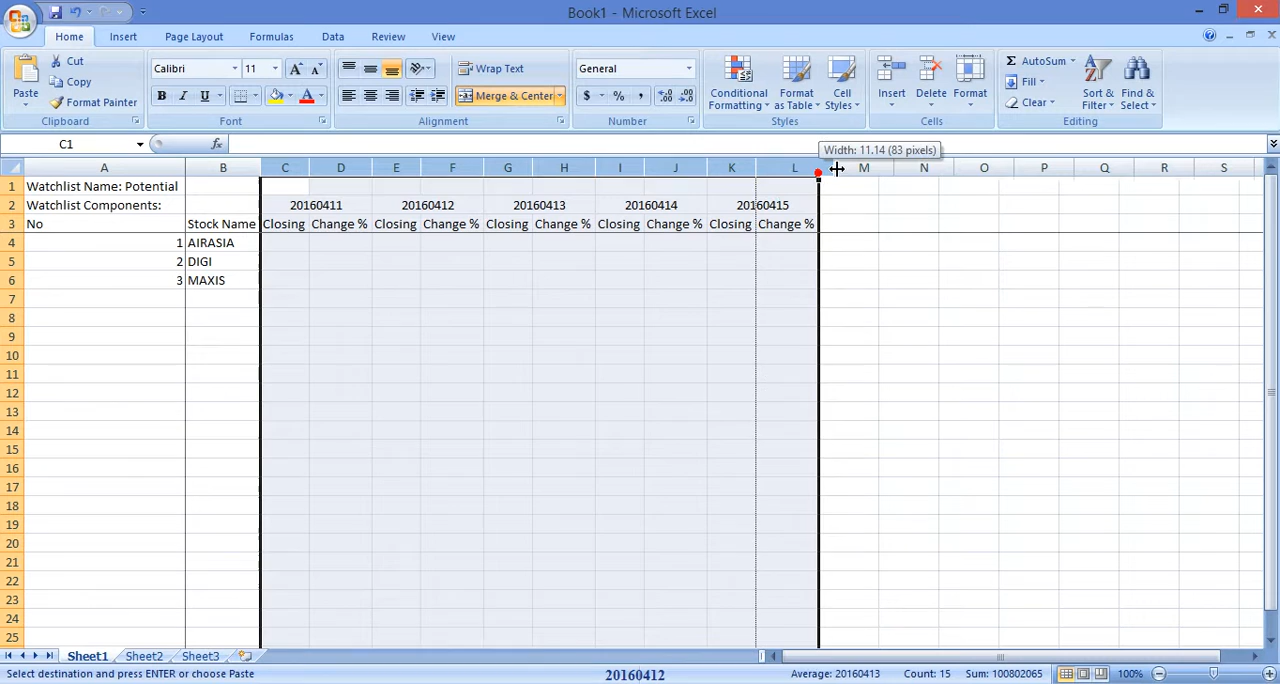 Book1 - Microsoft Excel
Home Insert Page Layout Formulas Data Review View
Paste Cut Copy Format Painter Clipboard
Calibri 11 A A B I U A Font
Wrap Text Merge & Center Alignment
General $ % , .0 .00 .00 .0 Number
Conditional Formatting Format as Table Cell Styles Styles
Insert Delete Format Cells
Σ AutoSum Fill Clear Sort & Filter Find & Select Editing
C1 fx
Width: 11.14 (83 pixels)
A B C D E F G H I J K L M N O P Q R S
1 Watchlist Name: Potential
2 Watchlist Components: 20160411 20160412 20160413 20160414 20160415
3 No Stock Name Closing Change % Closing Change % Closing Change % Closing Change % Closing Change %
4 1 AIRASIA
5 2 DIGI
6 3 MAXIS
7
8
9
10
11
12
13
14
15
16
17
18
19
20
21
22
23
24
25
Sheet1 Sheet2 Sheet3
Select destination and press ENTER or choose Paste 20160412 Average: 20160413 Count: 15 Sum: 100802065 100%